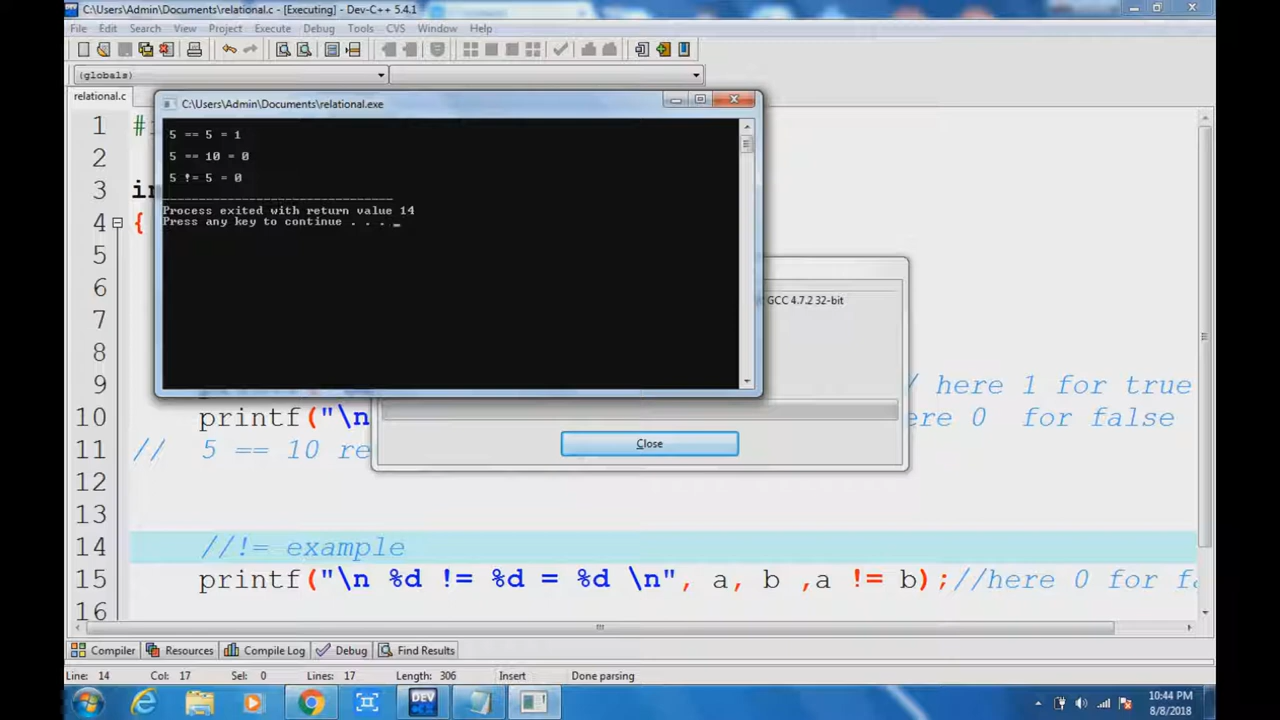 C:\Users\Admin\Documents\relational.c - [Executing] - Dev-C++ 5.4.1
File Edit Search View Project Execute Debug Tools CVS Window Help
(globals)
relational.c
C:\Users\Admin\Documents\relational.exe
5 == 5 = 1
5 == 10 = 0
5 != 5 = 0
Process exited with return value 14
Press any key to continue . . . _
GCC 4.7.2 32-bit
Close
1 #
2
3
4 {
5
6
7
8
9 / here 1 for true
10 printf("\n ere 0 for false
11 // 5 == 10 re
12
13
14 //!= example
15 printf("\n %d != %d = %d \n", a, b ,a != b);//here 0 for fa
16
Compiler Resources Compile Log Debug Find Results
Line: 14 Col: 17 Sel: 0 Lines: 17 Length: 306 Insert Done parsing
DEV
10:44 PM
8/8/2018